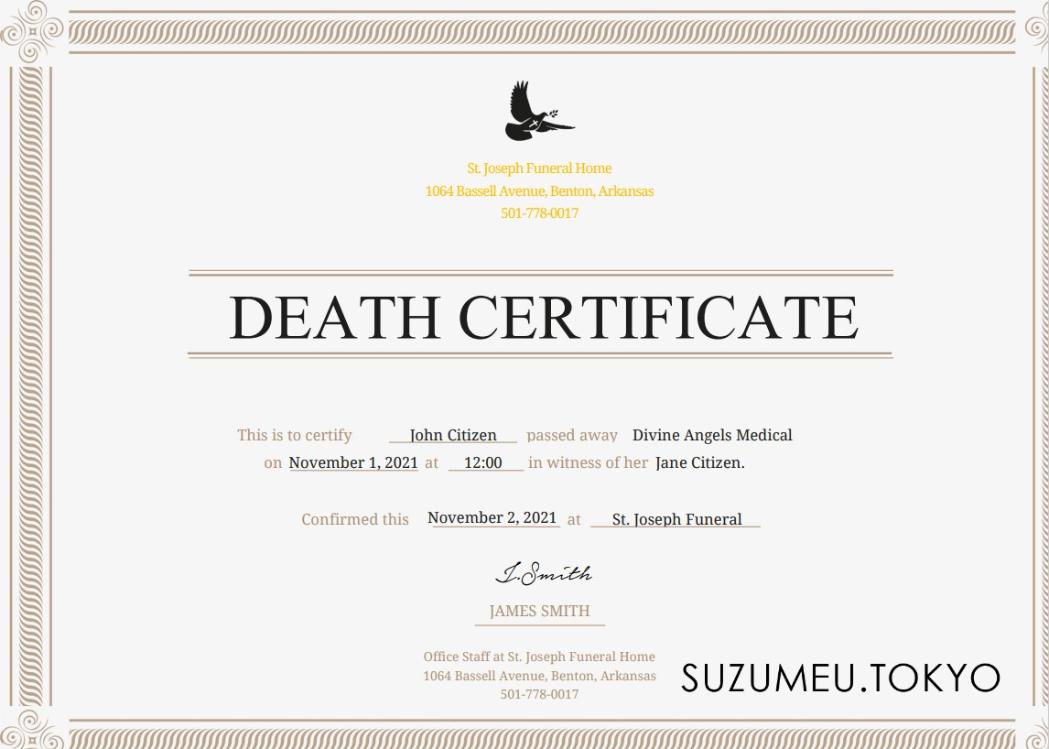 St. Joseph Funeral Home
1064 Bassell Avenue, Benton, Arkansas
501-778-0017
DEATH CERTIFICATE
This is to certify John Citizen passed away Divine Angels Medical
on November 1, 2021 at 12:00 in witness of her Jane Citizen.
Confirmed this November 2, 2021 at St. Joseph Funeral
J.Smith
JAMES SMITH
Office Staff at St. Joseph Funeral Home
1064 Bassell Avenue, Benton, Arkansas
501-778-0017
SUZUMEU.TOKYO